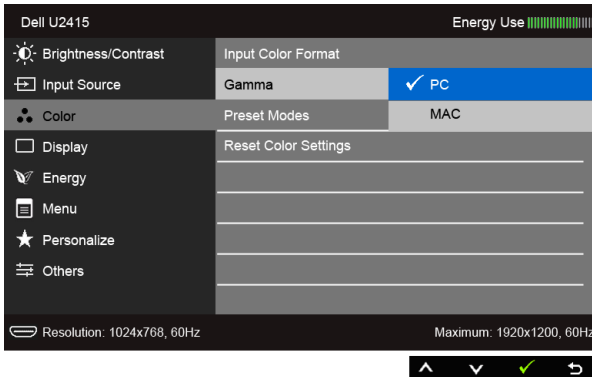 Dell U2415
Energy Use
Brightness/Contrast
Input Color Format
Input Source
Gamma
PC
Color
Preset Modes
MAC
Display
Reset Color Settings
Energy
Menu
Personalize
Others
Resolution: 1024x768, 60Hz
Maximum: 1920x1200, 60Hz